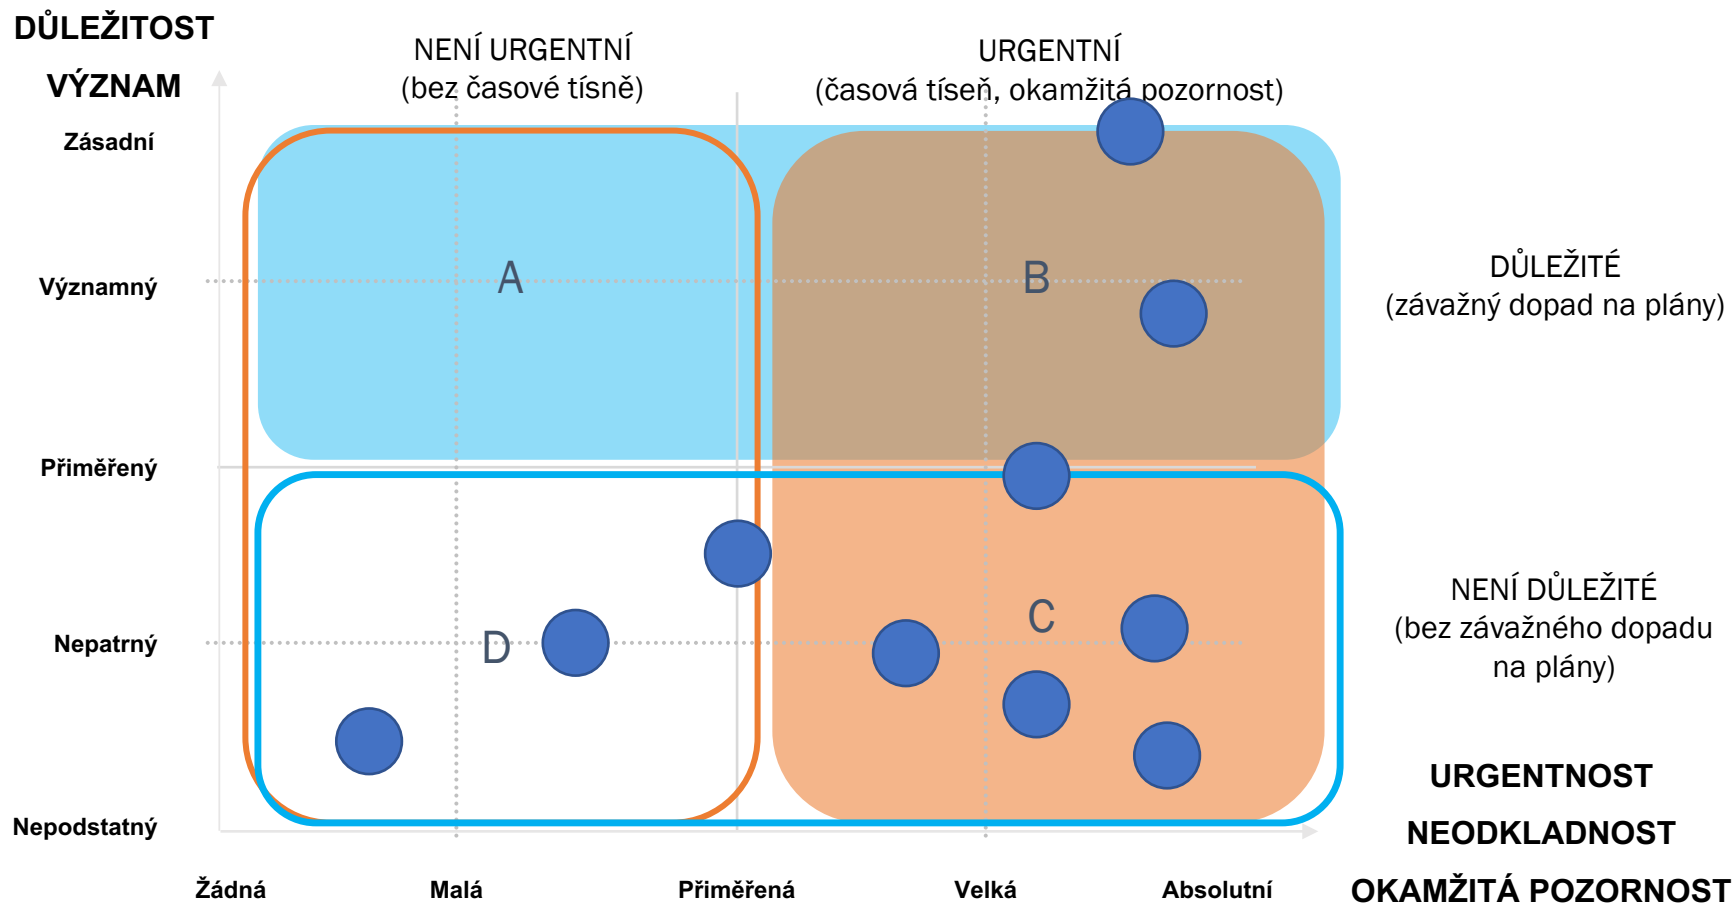 DŮLEŽITOST
VÝZNAM
NENÍ URGENTNÍ
(bez časové tísně)
URGENTNÍ
(časová tíseň, okamžitá pozornost)
Zásadní
Významný
Přiměřený
Nepatrný
Nepodstatný
A
B
C
D
DŮLEŽITÉ
(závažný dopad na plány)
NENÍ DŮLEŽITÉ
(bez závažného dopadu
na plány)
URGENTNOST
NEODKLADNOST
OKAMŽITÁ POZORNOST
Žádná
Malá
Přiměřená
Velká
Absolutní